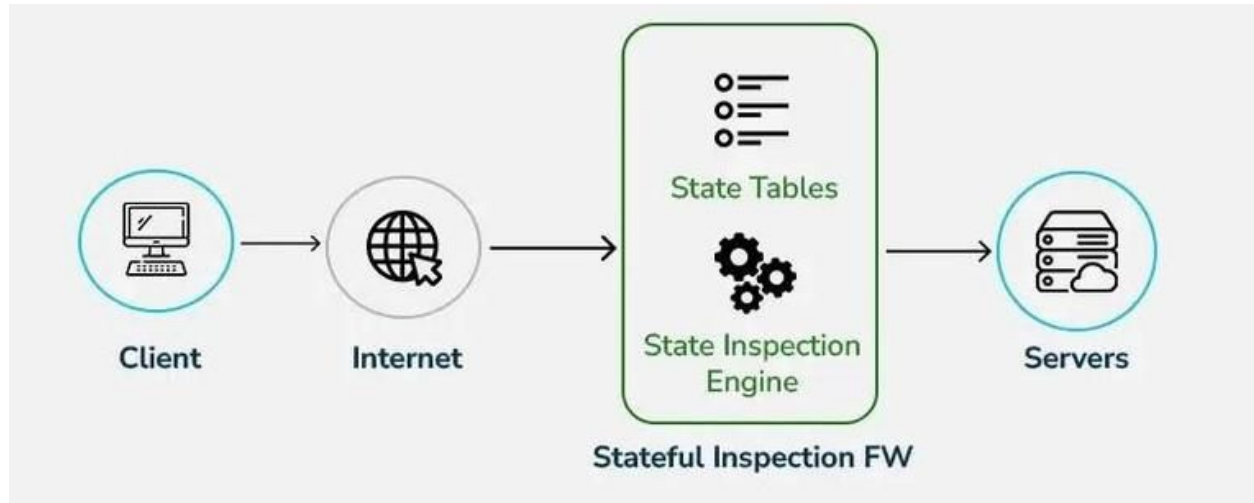 State Tables
State Inspection
Engine
Client
Internet
Servers
Stateful Inspection FW